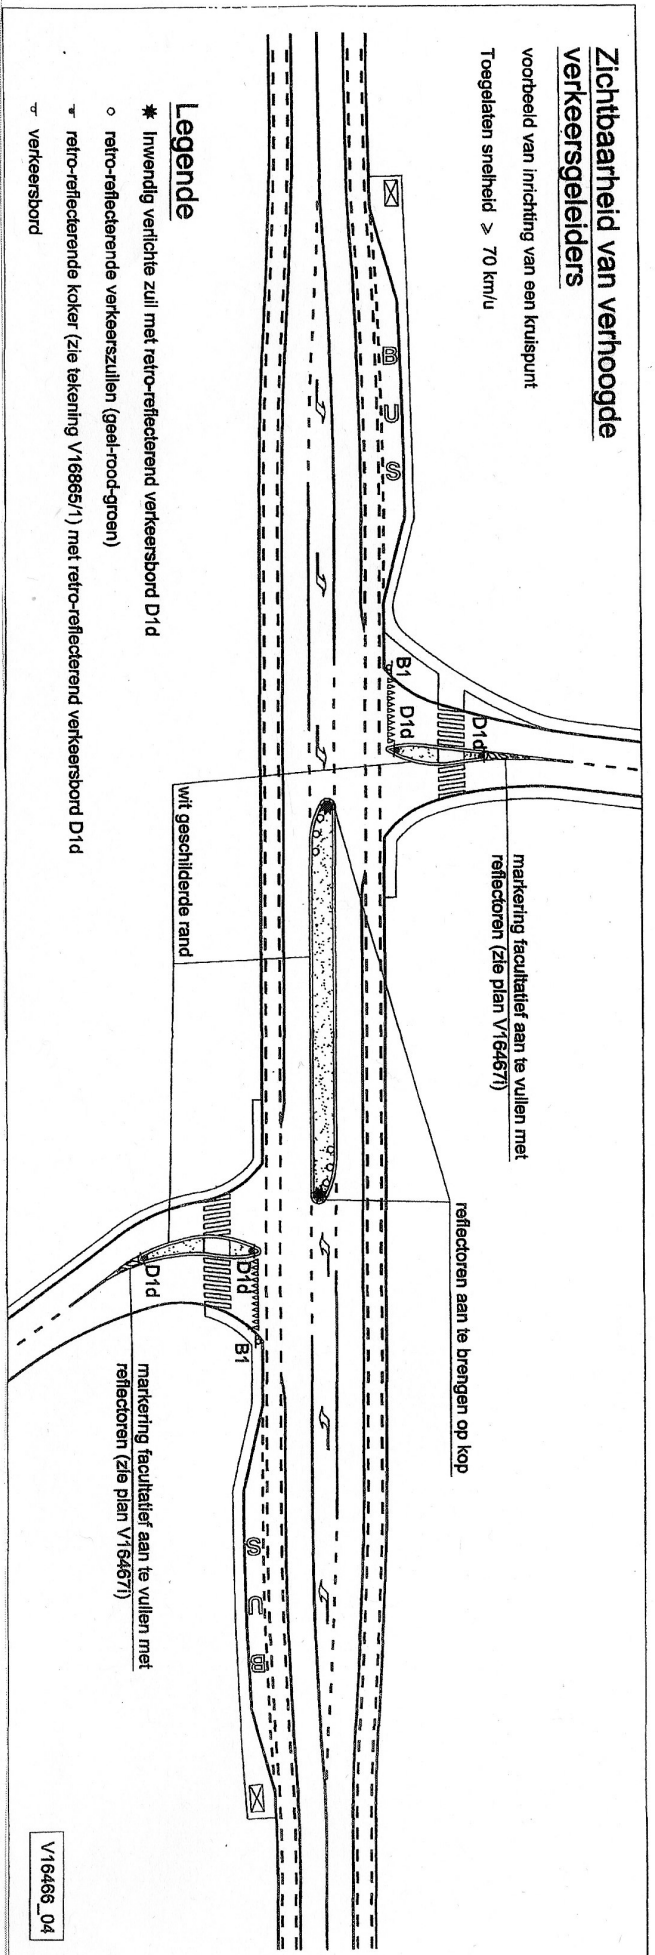 Zichtbaarheid van verhoogde
verkeersgeleiders
voorbeeld van inrichting van een kruispunt
Toegelaten snelheid ⩾ 70 km/u
BUS
B1
D1d
D1d
markering facultatief aan te vullen met
reflectoren (zie plan V16467i)
wit geschilderde rand
reflectoren aan te brengen op kop
D1d
D1d
B1
markering facultatief aan te vullen met
reflectoren (zie plan V16467i)
BUS
Legende
Inwendig verlichte zuil met retro-reflecterend verkeersbord D1d
retro-reflecterende verkeerszuilen (geel-rood-groen)
retro-reflecterende koker (zie tekening V16865/1) met retro-reflecterend verkeersbord D1d
verkeersbord
V16466_04